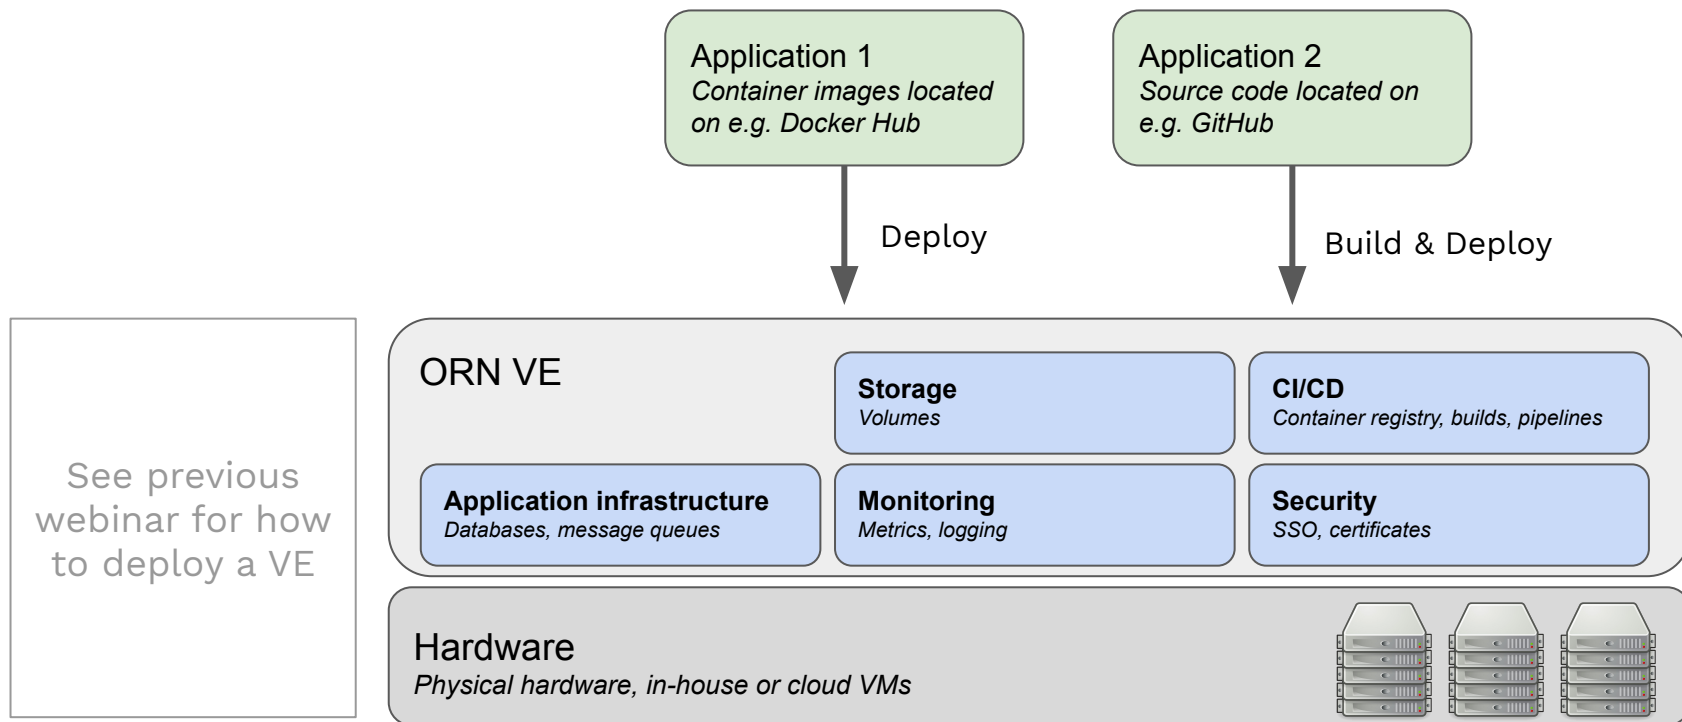 Application 1
Container images located
on e.g. Docker Hub
Application 2
Source code located on
e.g. GitHub
Deploy
Build & Deploy
See previous
webinar for how
to deploy a VE
ORN VE
Storage
Volumes
CI/CD
Container registry, builds, pipelines
Application infrastructure
Databases, message queues
Monitoring
Metrics, logging
Security
SSO, certificates
Hardware
Physical hardware, in-house or cloud VMs